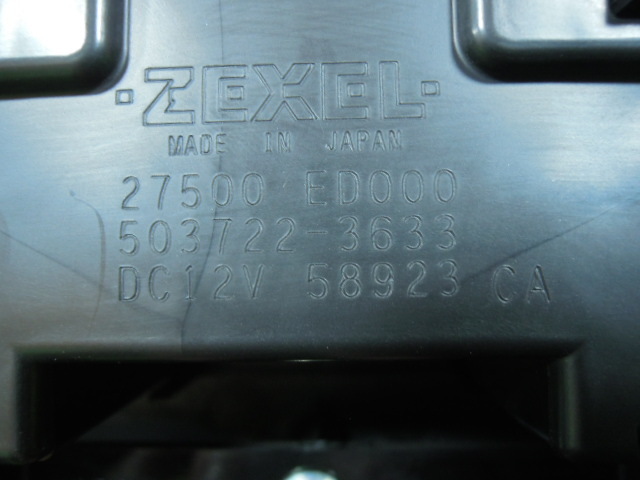 ZEXEL
MADE IN JAPAN
27500 ED000
503722-3633
DC12V 58923 CA